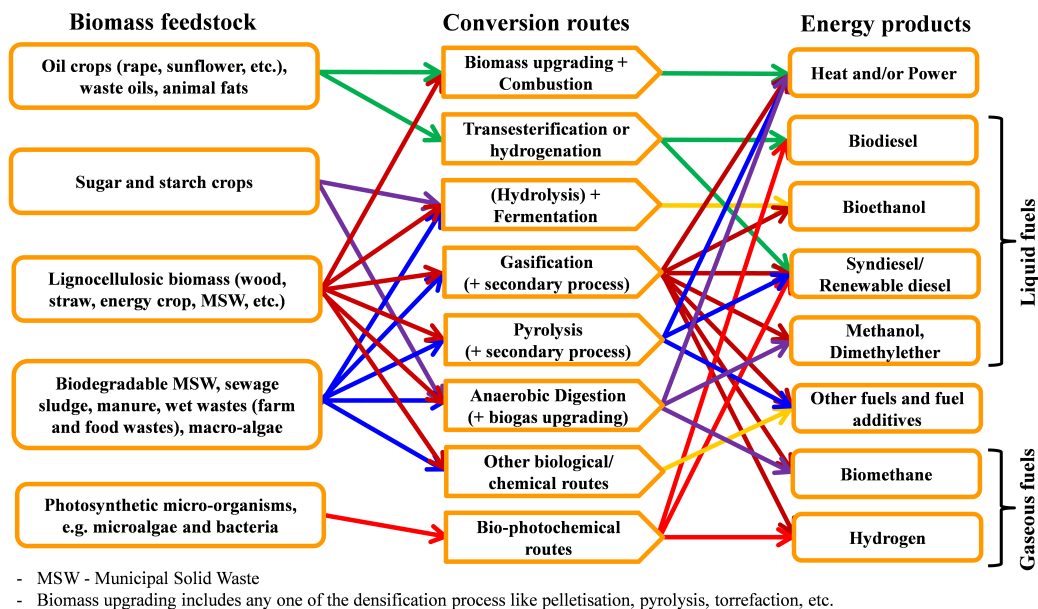 Biomass feedstock
Conversion routes
Energy products
Oil crops (rape, sunflower, etc.),
waste oils, animal fats
Sugar and starch crops
Lignocellulosic biomass (wood,
straw, energy crop, MSW, etc.)
Biodegradable MSW, sewage
sludge, manure, wet wastes (farm
and food wastes), macro-algae
Photosynthetic micro-organisms,
e.g. microalgae and bacteria
Biomass upgrading +
Combustion
Transesterification or
hydrogenation
(Hydrolysis) +
Fermentation
Gasification
(+ secondary process)
Pyrolysis
(+ secondary process)
Anaerobic Digestion
(+ biogas upgrading)
Other biological/
chemical routes
Bio-photochemical
routes
Heat and/or Power
Biodiesel
Bioethanol
Syndiesel/
Renewable diesel
Methanol,
Dimethylether
Other fuels and fuel
additives
Biomethane
Hydrogen
Liquid fuels
Gaseous fuels
- MSW - Municipal Solid Waste
- Biomass upgrading includes any one of the densification process like pelletisation, pyrolysis, torrefaction, etc.